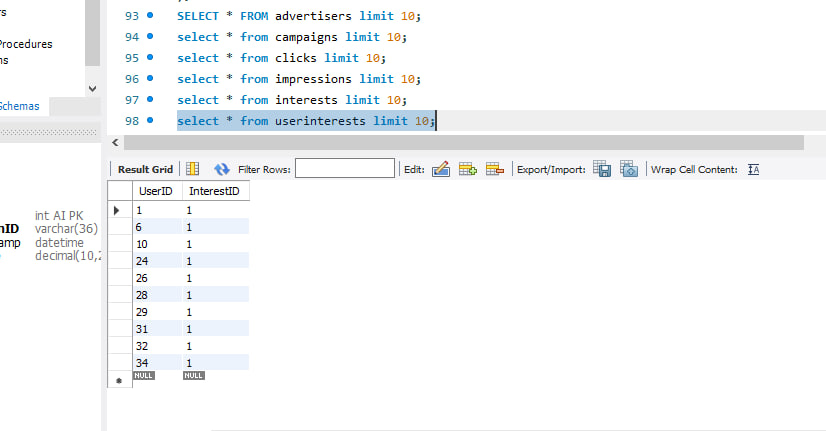 rs
Procedures
ns
Schemas
int AI PK
nID varchar(36)
amp datetime
decimal(10,2
93 SELECT * FROM advertisers limit 10;
94 select * from campaigns limit 10;
95 select * from clicks limit 10;
96 select * from impressions limit 10;
97 select * from interests limit 10;
98 select * from userinterests limit 10;
Result Grid Filter Rows: Edit: Export/Import: Wrap Cell Content: IA
UserID InterestID
1 1
6 1
10 1
24 1
26 1
28 1
29 1
31 1
32 1
34 1
NULL NULL